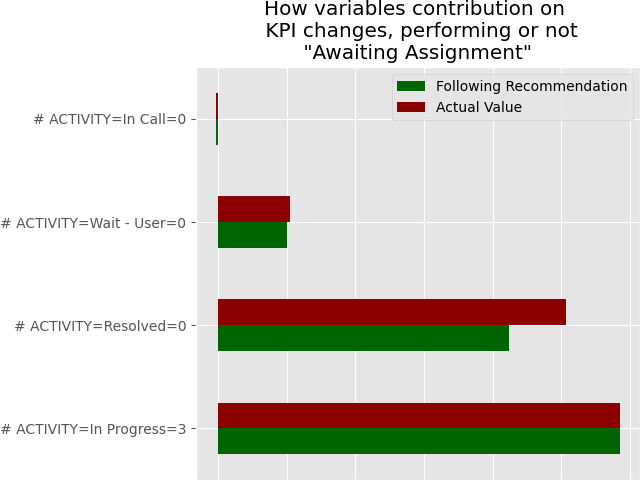 How variables contribution on
KPI changes, performing or not
"Awaiting Assignment"
Following Recommendation
Actual Value
# ACTIVITY=In Call=0
# ACTIVITY=Wait - User=0
# ACTIVITY=Resolved=0
# ACTIVITY=In Progress=3